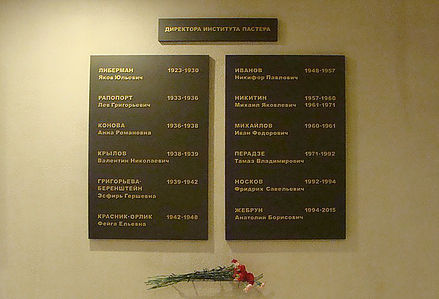 ДИРЕКТОРА ИНСТИТУТА ПАСТЕРА
ЛИБЕРМАН 1923-1930
Яков Юльевич
РАПОПОРТ 1933-1936
Лев Григорьевич
КОНОВА 1936-1938
Анна Романовна
КРЫЛОВ 1938-1939
Валентин Николаевич
ГРИГОРЬЕВА- 1939-1942
БЕРЕНШТЕЙН
Эсфирь Гершевна
КРАСНИК-ОРЛИК 1942-1948
Фейга Ельевна
ИВАНОВ 1948-1957
Никифор Павлович
НИКИТИН 1957-1960
Михаил Яковлевич 1961-1971
МИХАЙЛОВ 1960-1961
Иван Федорович
ПЕРАДЗЕ 1971-1992
Тамаз Владимирович
НОСКОВ 1992-1994
Фридрих Савельевич
ЖЕБРУН 1994-2015
Анатолий Борисович